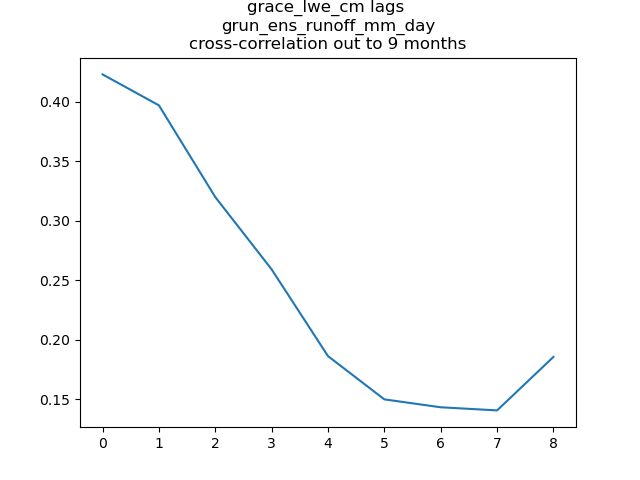 grace_lwe_cm lags
grun_ens_runoff_mm_day
cross-correlation out to 9 months
0.40
0.35
0.30
0.25
0.20
0.15
0 1 2 3 4 5 6 7 8